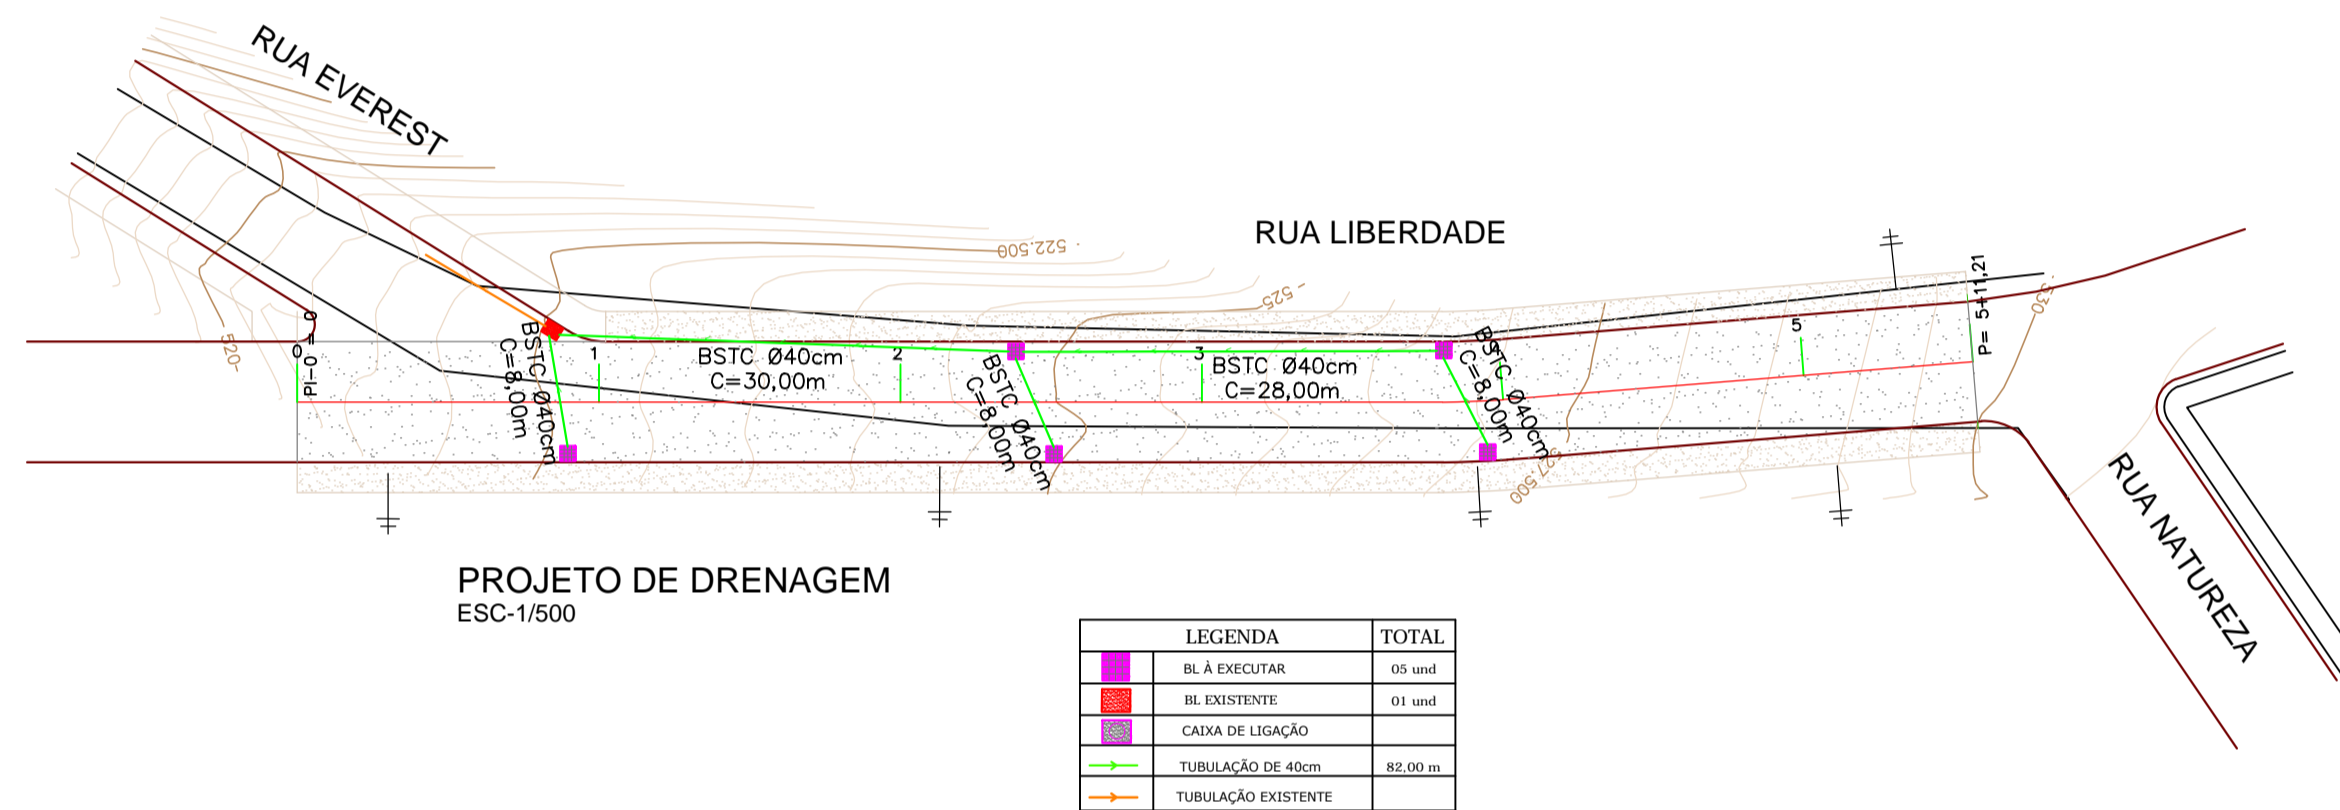 RUA EVEREST
RUA LIBERDADE
522.500
525
530
520
527.500
PI-0 = 0
0
1
2
3
4
5
P= 5+11,21
BSTC Ø40cm
C=8,00m
BSTC Ø40cm
C=30,00m
BSTC Ø40cm
C=8,00m
BSTC Ø40cm
C=28,00m
BSTC Ø40cm
C=8,00m
RUA NATUREZA
PROJETO DE DRENAGEM
ESC-1/500
LEGENDA TOTAL
BL À EXECUTAR 05 und
BL EXISTENTE 01 und
CAIXA DE LIGAÇÃO
TUBULAÇÃO DE 40cm 82,00 m
TUBULAÇÃO EXISTENTE